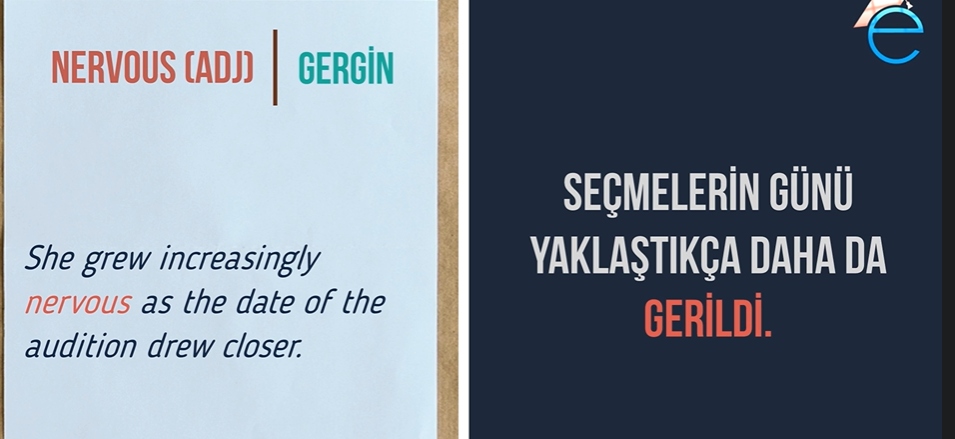 NERVOUS (ADJ) | GERGİN
She grew increasingly
nervous as the date of the
audition drew closer.
SEÇMELERİN GÜNÜ
YAKLAŞTIKÇA DAHA DA
GERİLDİ.
e